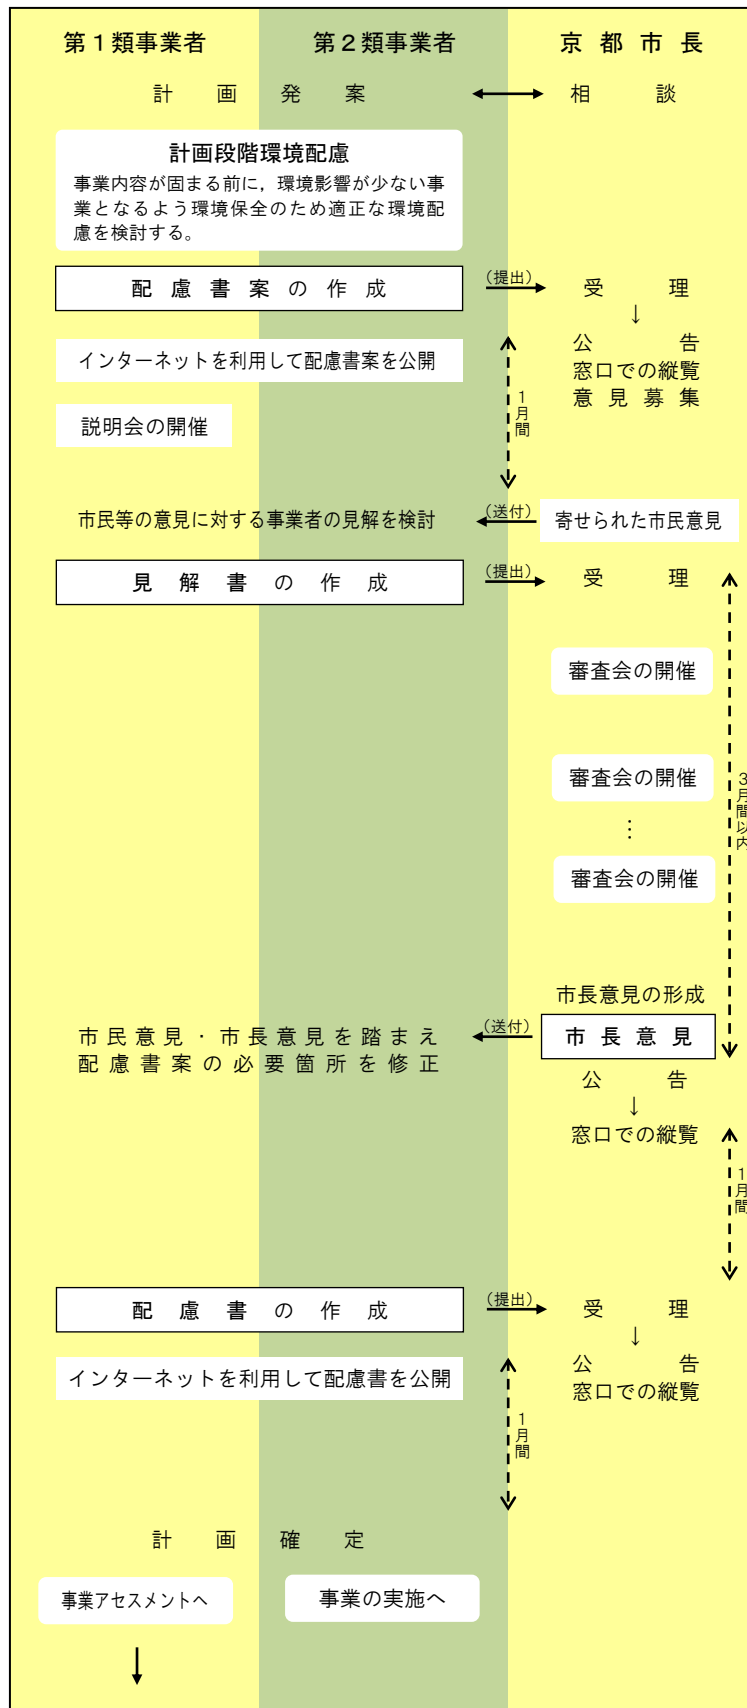 第１類事業者
第２類事業者
京都市長
計画発案
相談
計画段階環境配慮
事業内容が固まる前に，環境影響が少ない事
業となるよう環境保全のため適正な環境配
慮を検討する。
配慮書案の作成
（提出）
受理
↓
インターネットを利用して配慮書案を公開
説明会の開催
１月間
公告
窓口での縦覧
意見募集
市民等の意見に対する事業者の見解を検討
（送付）
寄せられた市民意見
見解書の作成
（提出）
受理
審査会の開催
審査会の開催
⋮
審査会の開催
３月間以内
市長意見の形成
市民意見・市長意見を踏まえ
配慮書案の必要箇所を修正
（送付）
市長意見
公告
↓
窓口での縦覧
１月間
配慮書の作成
（提出）
受理
↓
インターネットを利用して配慮書を公開
１月間
公告
窓口での縦覧
計画確定
事業アセスメントへ
事業の実施へ